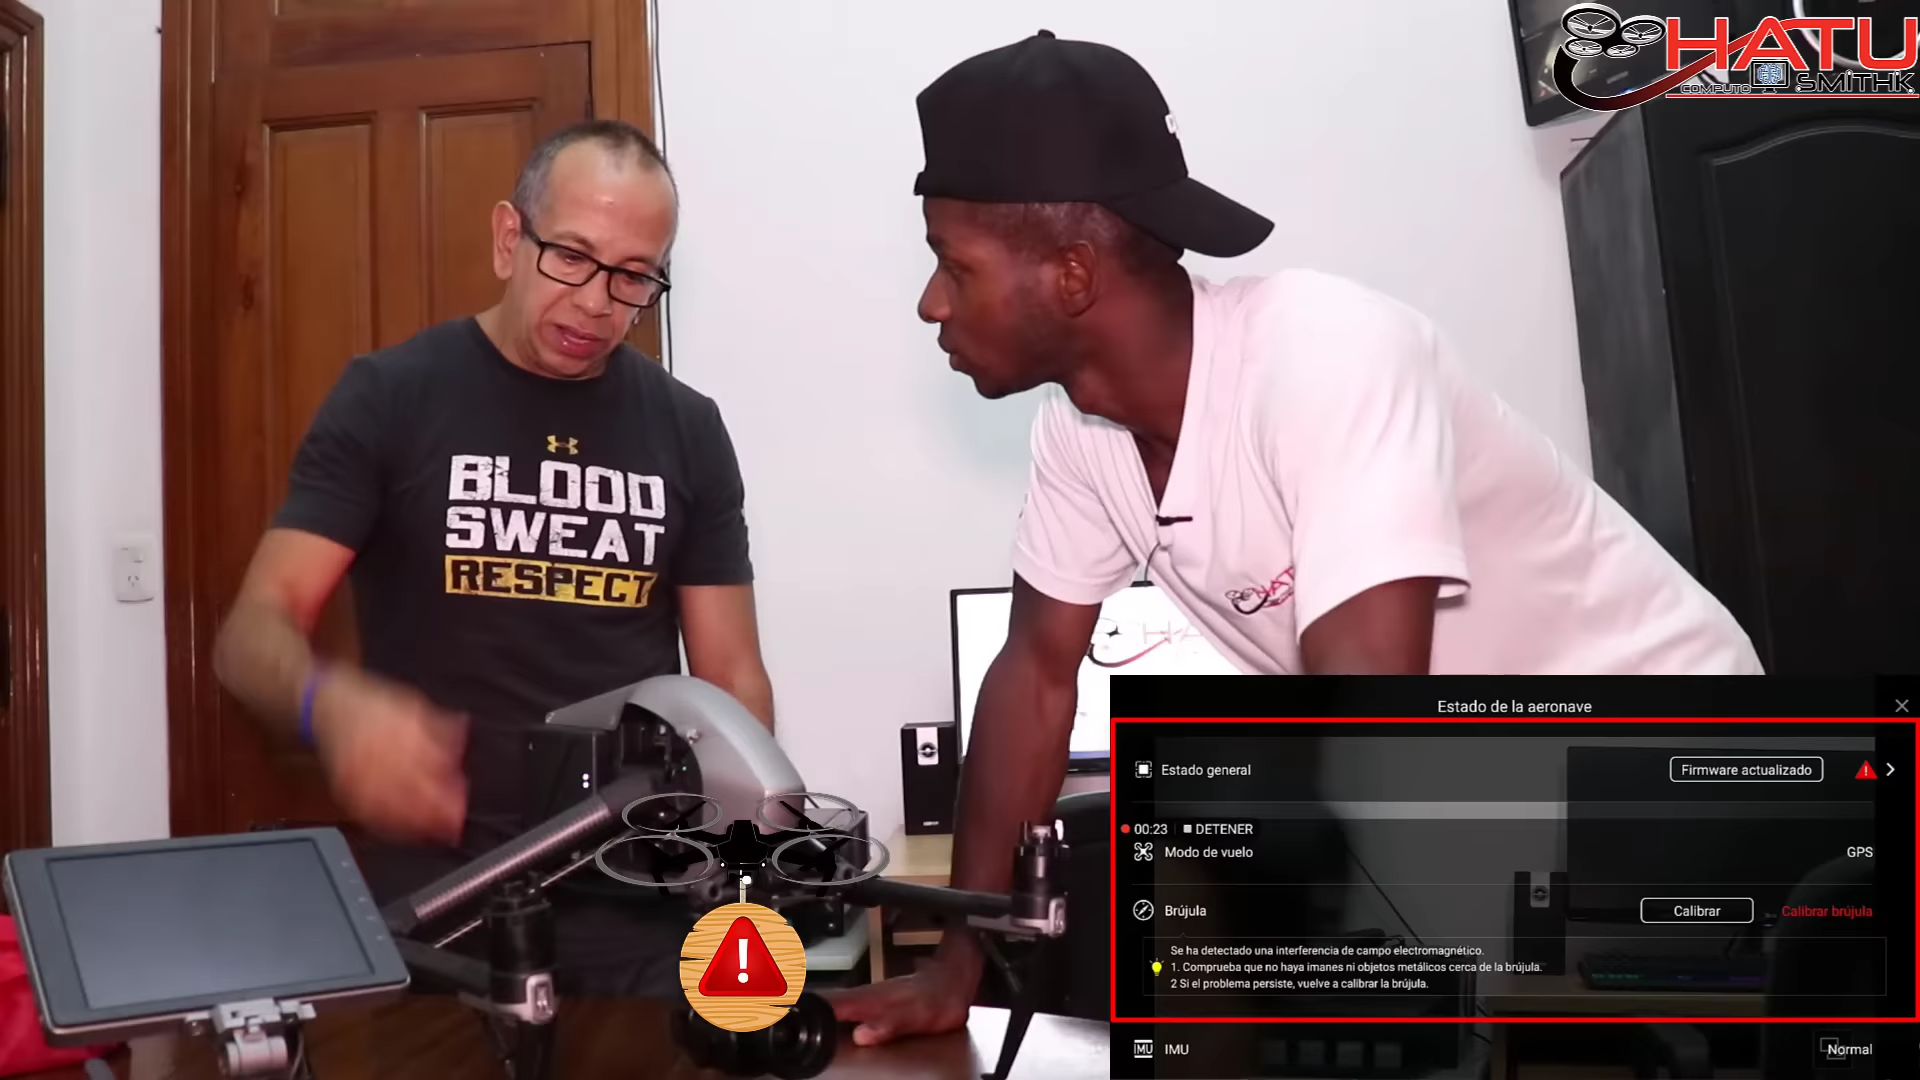 HATU
COMPUTO SMITHK
BLOOD
SWEAT
RESPECT
HAT
HA
Estado de la aeronave
Estado general
Firmware actualizado
00:23
DETENER
Modo de vuelo
GPS
Brújula
Calibrar
Calibrar brújula
Se ha detectado una interferencia de campo electromagnético.
1. Comprueba que no haya imanes ni objetos metálicos cerca de la brújula.
2 Si el problema persiste, vuelve a calibrar la brújula.
IMU IMU
Normal